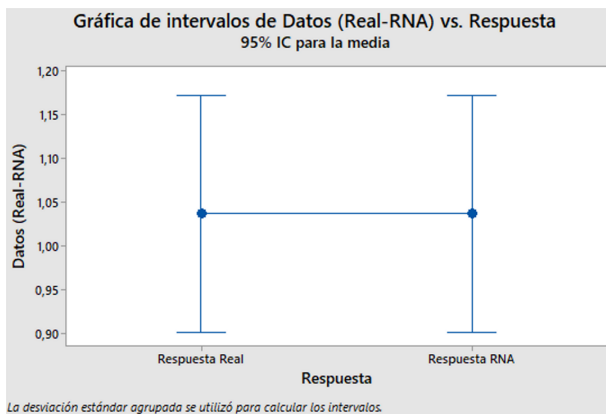 Gráfica de intervalos de Datos (Real-RNA) vs. Respuesta
95% IC para la media
1,20
1,15
1,10
1,05
1,00
0,95
0,90
Datos (Real-RNA)
Respuesta Real
Respuesta RNA
Respuesta
La desviación estándar agrupada se utilizó para calcular los intervalos.